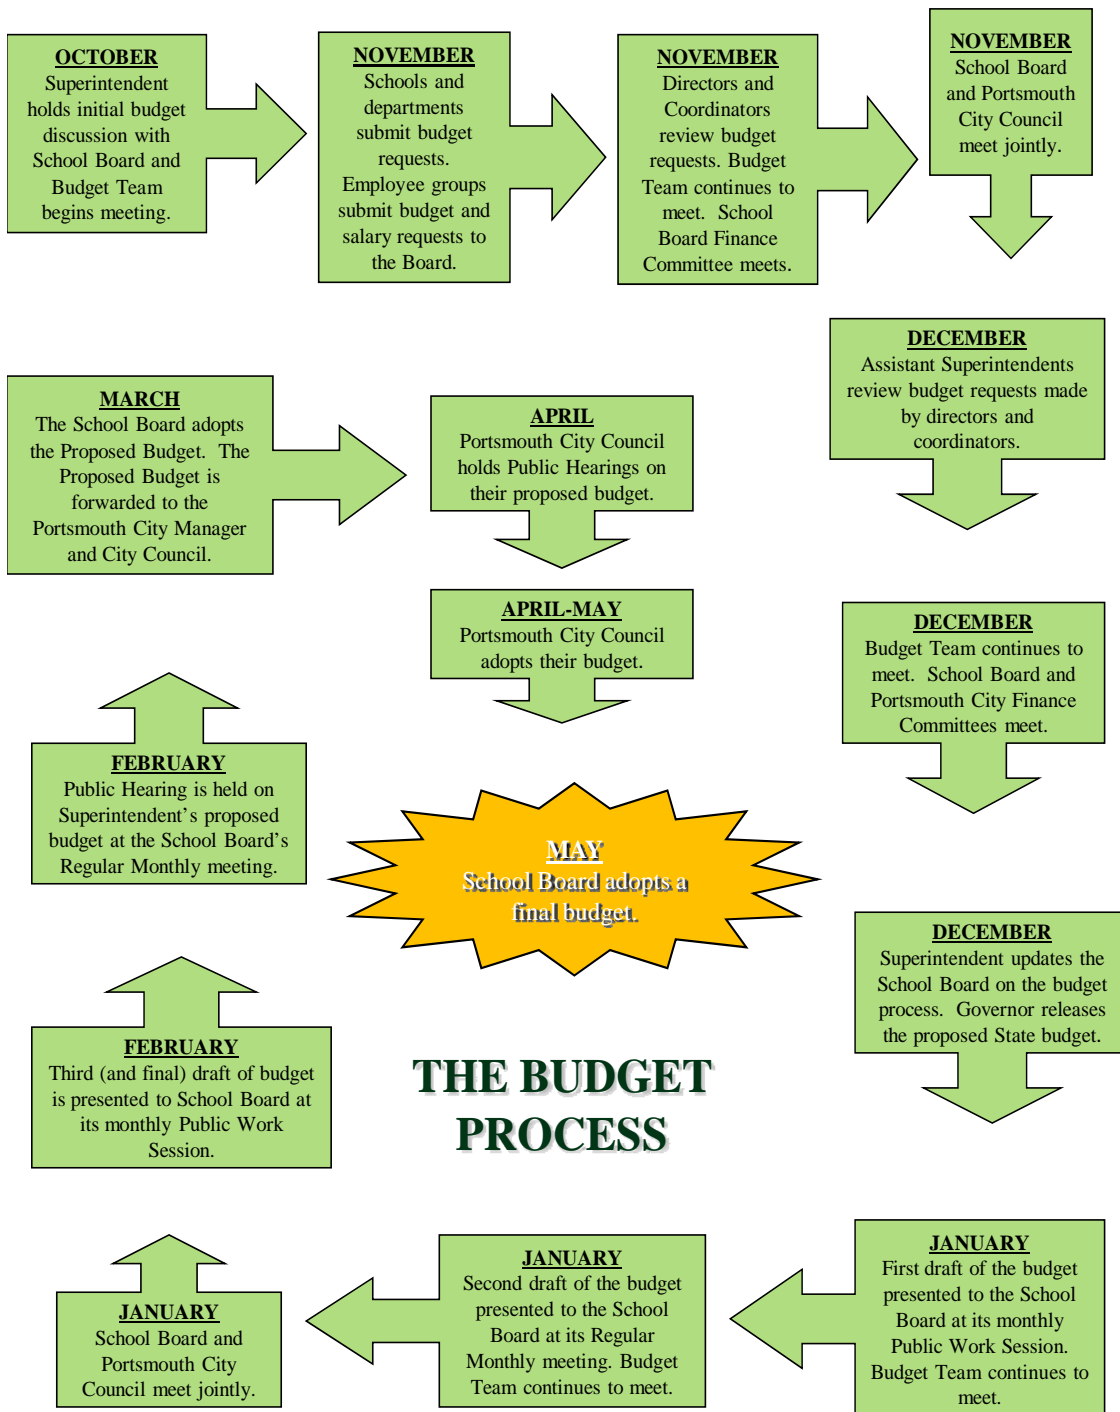 OCTOBER
Superintendent
holds initial budget
discussion with
School Board and
Budget Team
begins meeting.
NOVEMBER
Schools and
departments
submit budget
requests.
Employee groups
submit budget and
salary requests to
the Board.
NOVEMBER
Directors and
Coordinators
review budget
requests. Budget
Team continues to
meet. School
Board Finance
Committee meets.
NOVEMBER
School Board
and Portsmouth
City Council
meet jointly.
DECEMBER
Assistant Superintendents
review budget requests made
by directors and
coordinators.
DECEMBER
Budget Team continues to
meet. School Board and
Portsmouth City Finance
Committees meet.
DECEMBER
Superintendent updates the
School Board on the budget
process. Governor releases
the proposed State budget.
JANUARY
First draft of the budget
presented to the School
Board at its monthly
Public Work Session.
Budget Team continues to
meet.
JANUARY
Second draft of the budget
presented to the School
Board at its Regular
Monthly meeting. Budget
Team continues to meet.
JANUARY
School Board and
Portsmouth City
Council meet jointly.
FEBRUARY
Third (and final) draft of budget
is presented to School Board at
its monthly Public Work
Session.
FEBRUARY
Public Hearing is held on
Superintendent's proposed
budget at the School Board's
Regular Monthly meeting.
MARCH
The School Board adopts
the Proposed Budget. The
Proposed Budget is
forwarded to the
Portsmouth City Manager
and City Council.
APRIL
Portsmouth City Council
holds Public Hearings on
their proposed budget.
APRIL-MAY
Portsmouth City Council
adopts their budget.
MAY
School Board adopts a
final budget.
THE BUDGET
PROCESS